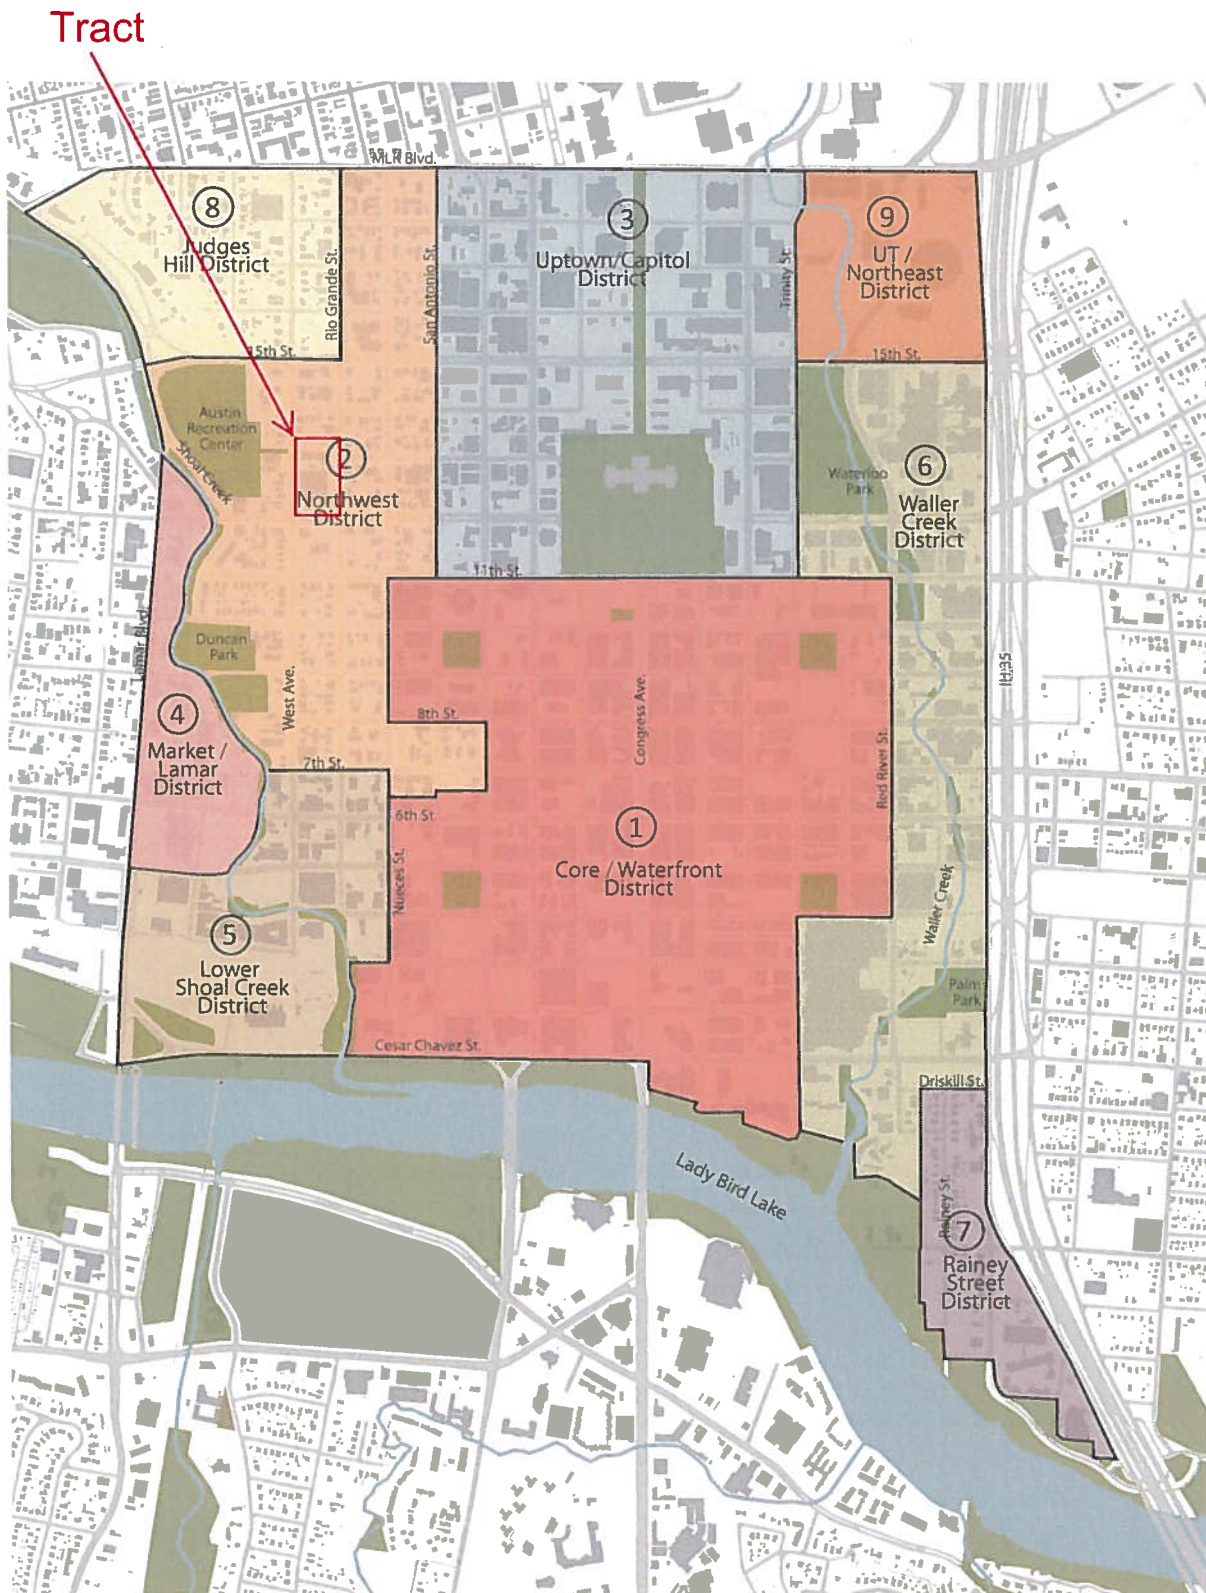 Tract
MLK Blvd.
8
Judges
Hill District
Rio Grande St.
San Antonio St.
3
Uptown/Capitol
District
Trinity St.
9
UT /
Northeast
District
15th St.
15th St.
Austin
Recreation
Center
Shoal Creek
2
Northwest
District
Waterloo
Park
6
Waller
Creek
District
11th St.
Lamar Blvd.
Duncan
Park
West Ave.
4
Market /
Lamar
District
8th St.
7th St.
6th St.
Nueces St.
Congress Ave.
Red River St.
IH-35
1
Core / Waterfront
District
Waller Creek
5
Lower
Shoal Creek
District
Palm
Park
Cesar Chavez St.
Driskill St.
Lady Bird Lake
Rainey St.
7
Rainey
Street
District